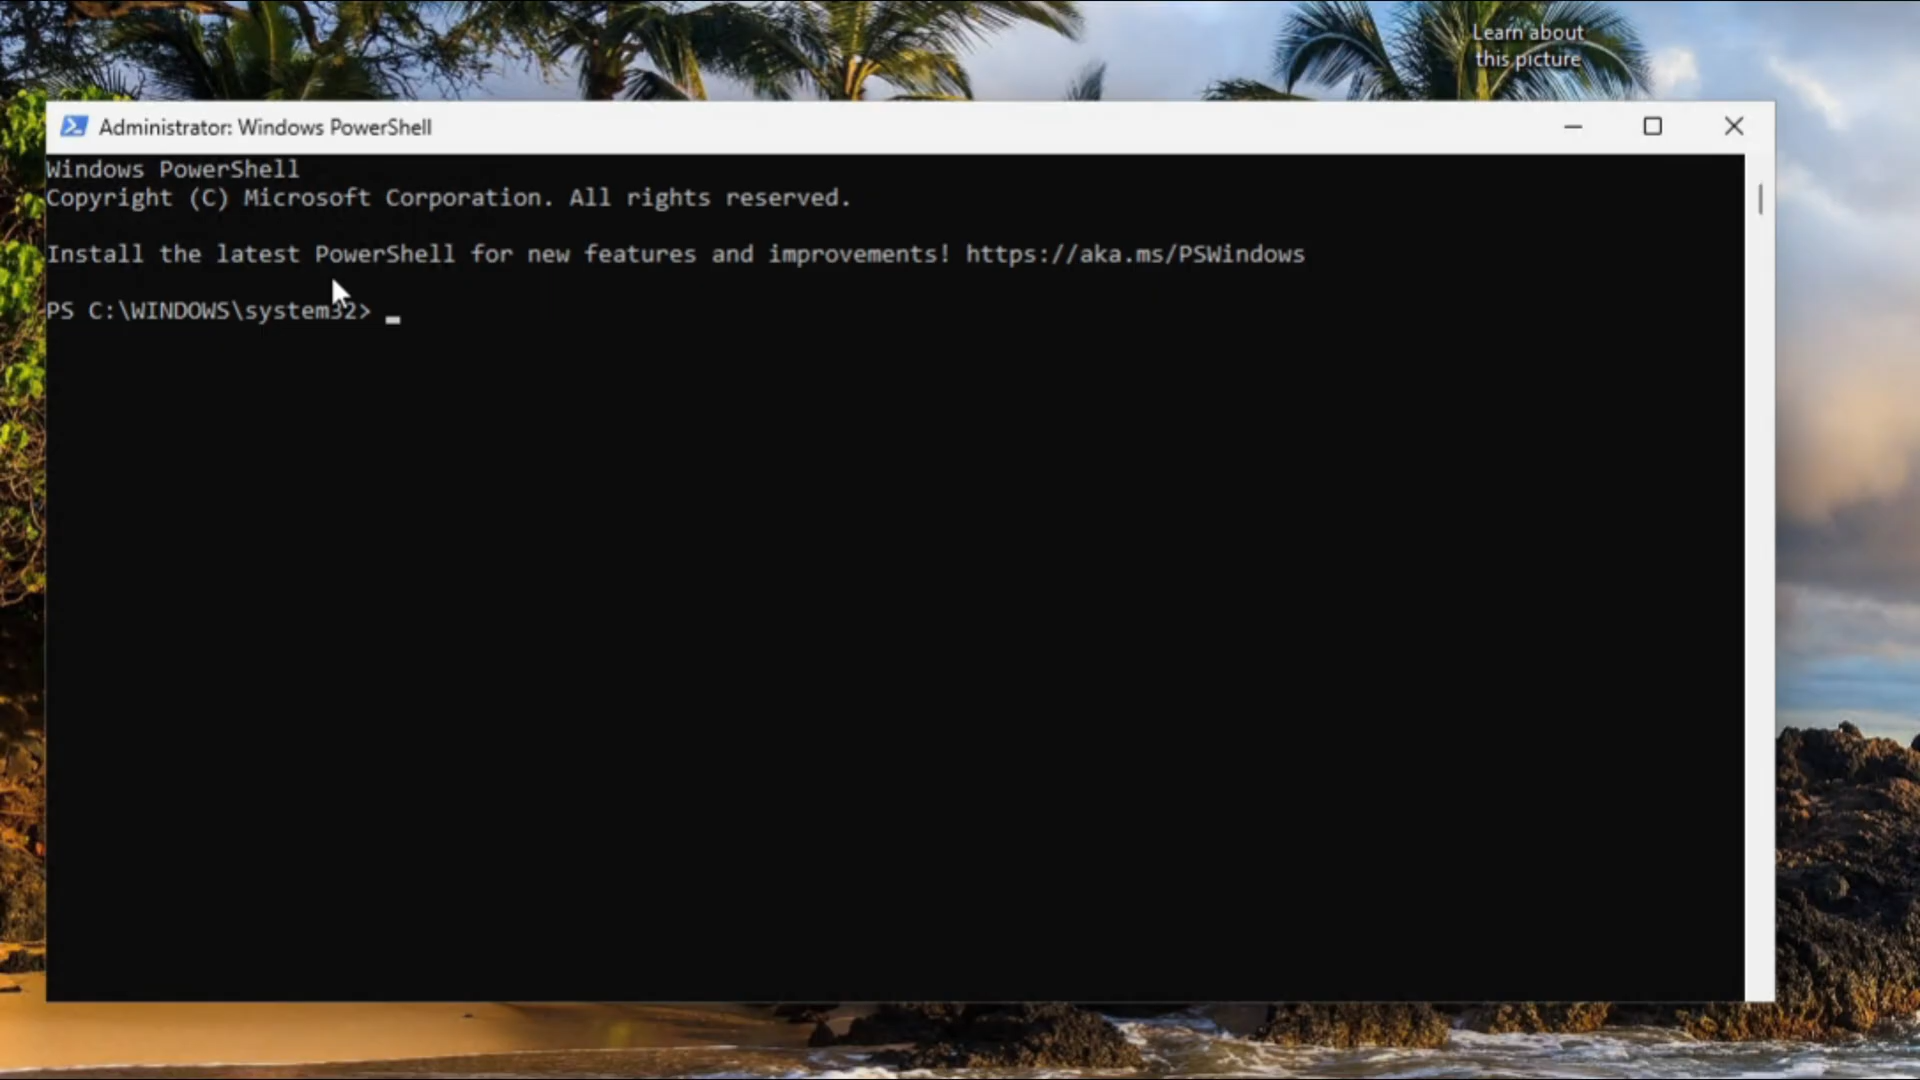 Learn about
this picture
Administrator: Windows PowerShell
Windows PowerShell
Copyright (C) Microsoft Corporation. All rights reserved.
Install the latest PowerShell for new features and improvements! https://aka.ms/PSWindows
PS C:\WINDOWS\system32>